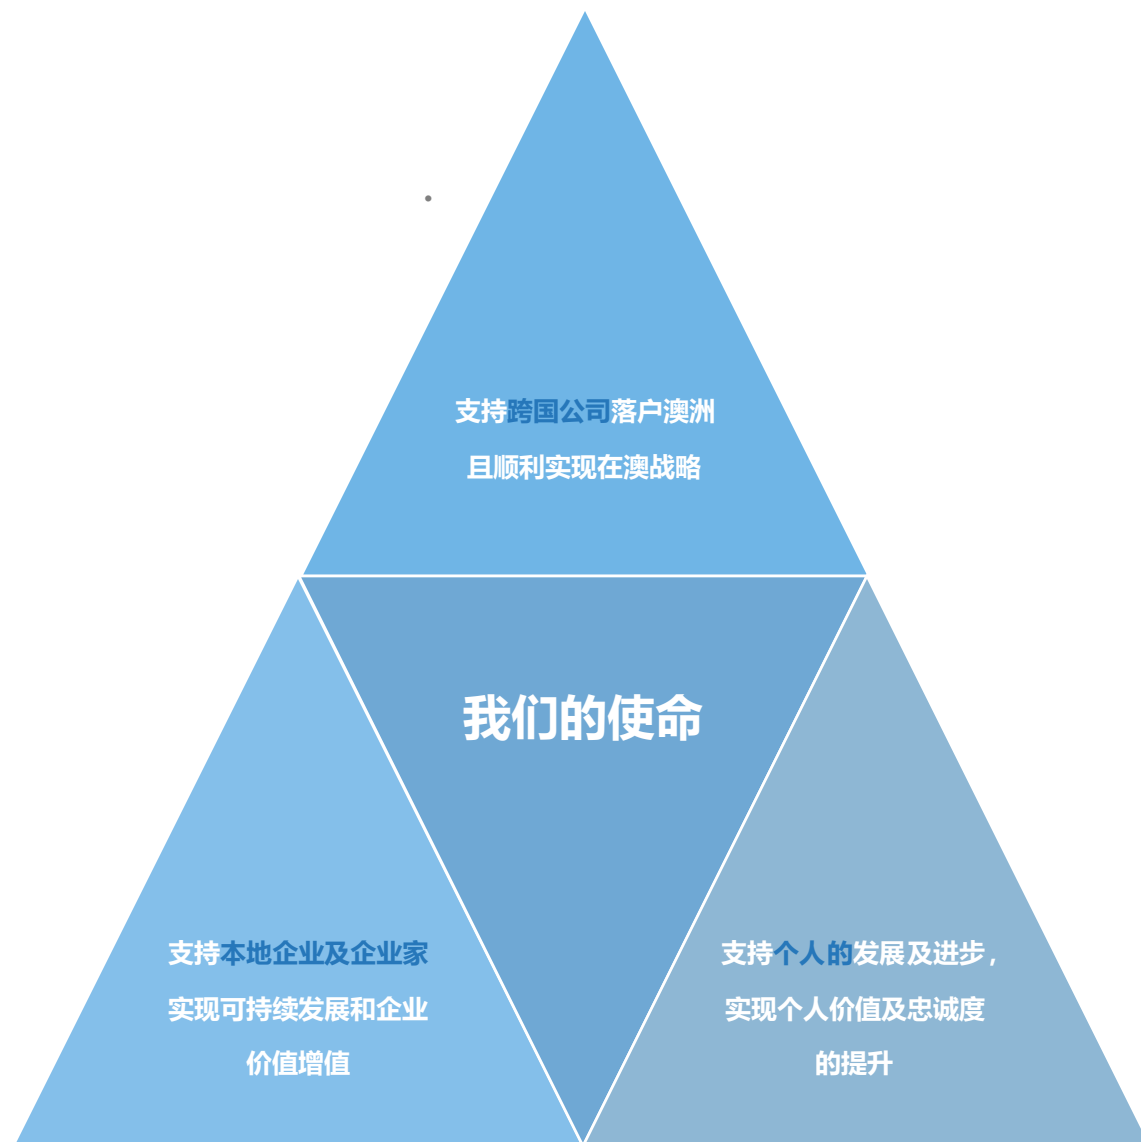 支持跨国公司落户澳洲
且顺利实现在澳战略
我们的使命
支持本地企业及企业家
实现可持续发展和企业
价值增值
支持个人的发展及进步，
实现个人价值及忠诚度
的提升